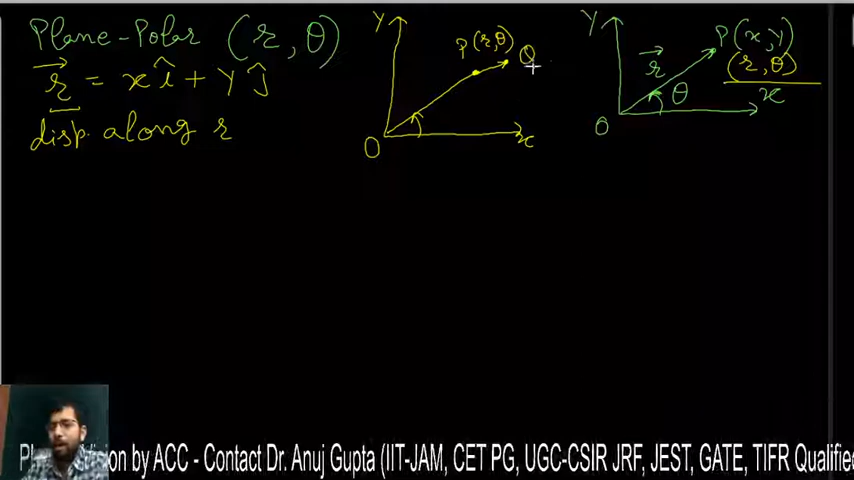 Plane-Polar (r, θ)
r⃗ = x î + y ĵ
disp. along r
Y
P(r, θ)
Q
O
x
Y
P(x, y)
(r, θ)
r⃗
θ
x
O
by ACC - Contact Dr. Anuj Gupta (IIT-JAM, CET PG, UGC-CSIR JRF, JEST, GATE, TIFR Qualified